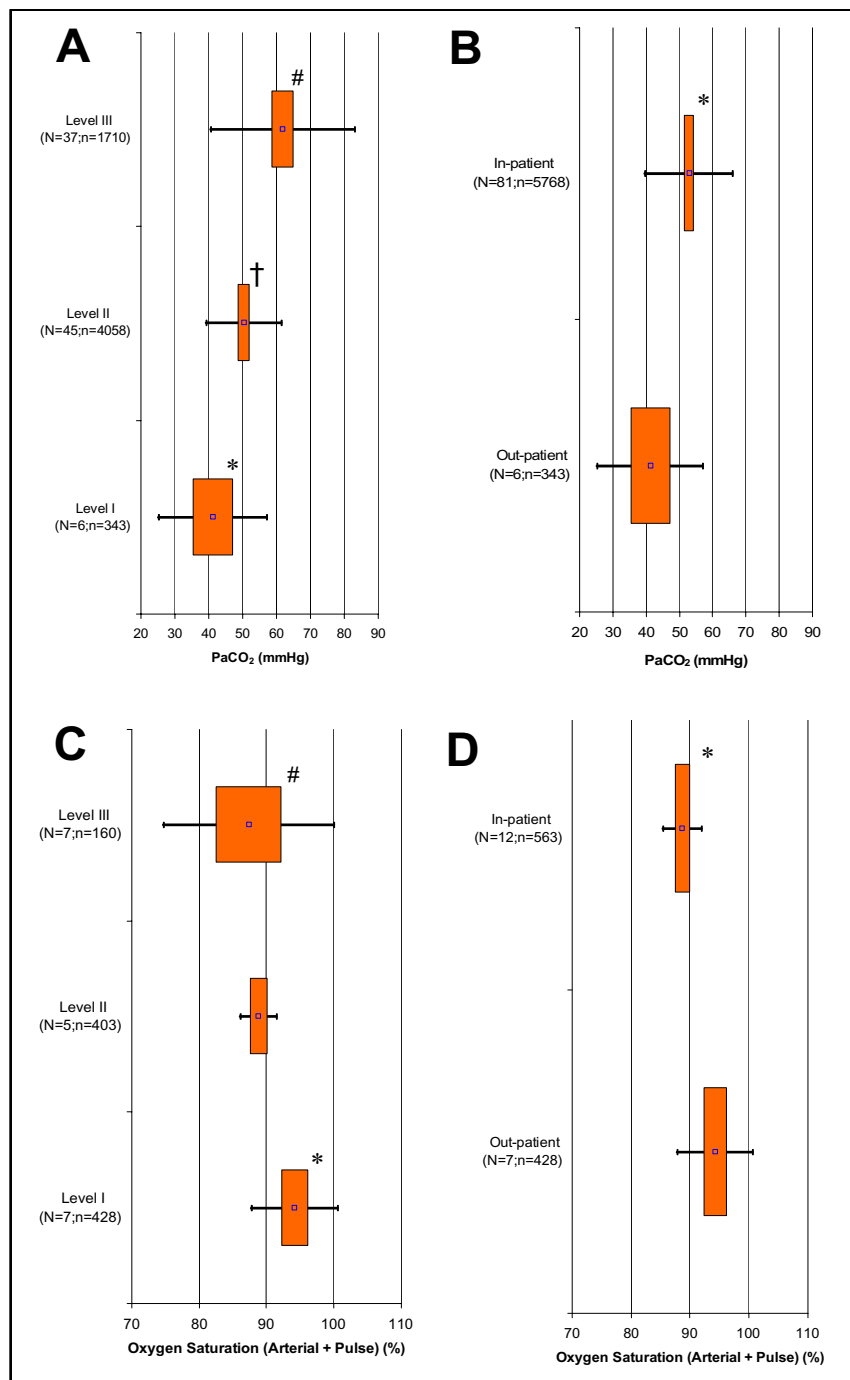 A
#
Level III
(N=37;n=1710)
†
Level II
(N=45;n=4058)
*
Level I
(N=6;n=343)
20 30 40 50 60 70 80 90
PaCO₂ (mmHg)
B
*
In-patient
(N=81;n=5768)
Out-patient
(N=6;n=343)
20 30 40 50 60 70 80 90
PaCO₂ (mmHg)
C
#
Level III
(N=7;n=160)
Level II
(N=5;n=403)
*
Level I
(N=7;n=428)
70 80 90 100 110
Oxygen Saturation (Arterial + Pulse) (%)
D
*
In-patient
(N=12;n=563)
Out-patient
(N=7;n=428)
70 80 90 100 110
Oxygen Saturation (Arterial + Pulse) (%)